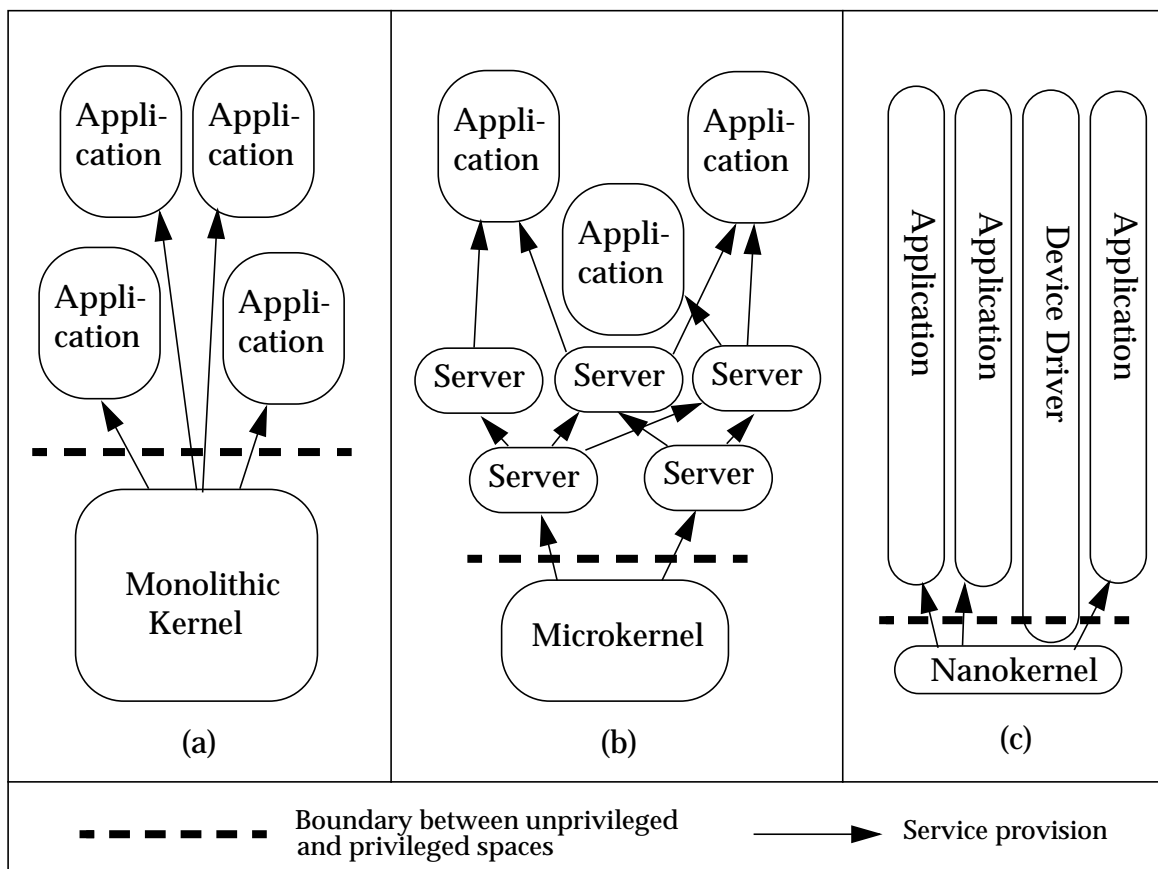 Appli-
cation
Appli-
cation
Appli-
cation
Appli-
cation
Monolithic
Kernel
(a)
Appli-
cation
Appli-
cation
Appli-
cation
Server
Server
Server
Server
Server
Microkernel
(b)
Application
Application
Device Driver
Application
Nanokernel
(c)
Boundary between unprivileged
and privileged spaces
Service provision